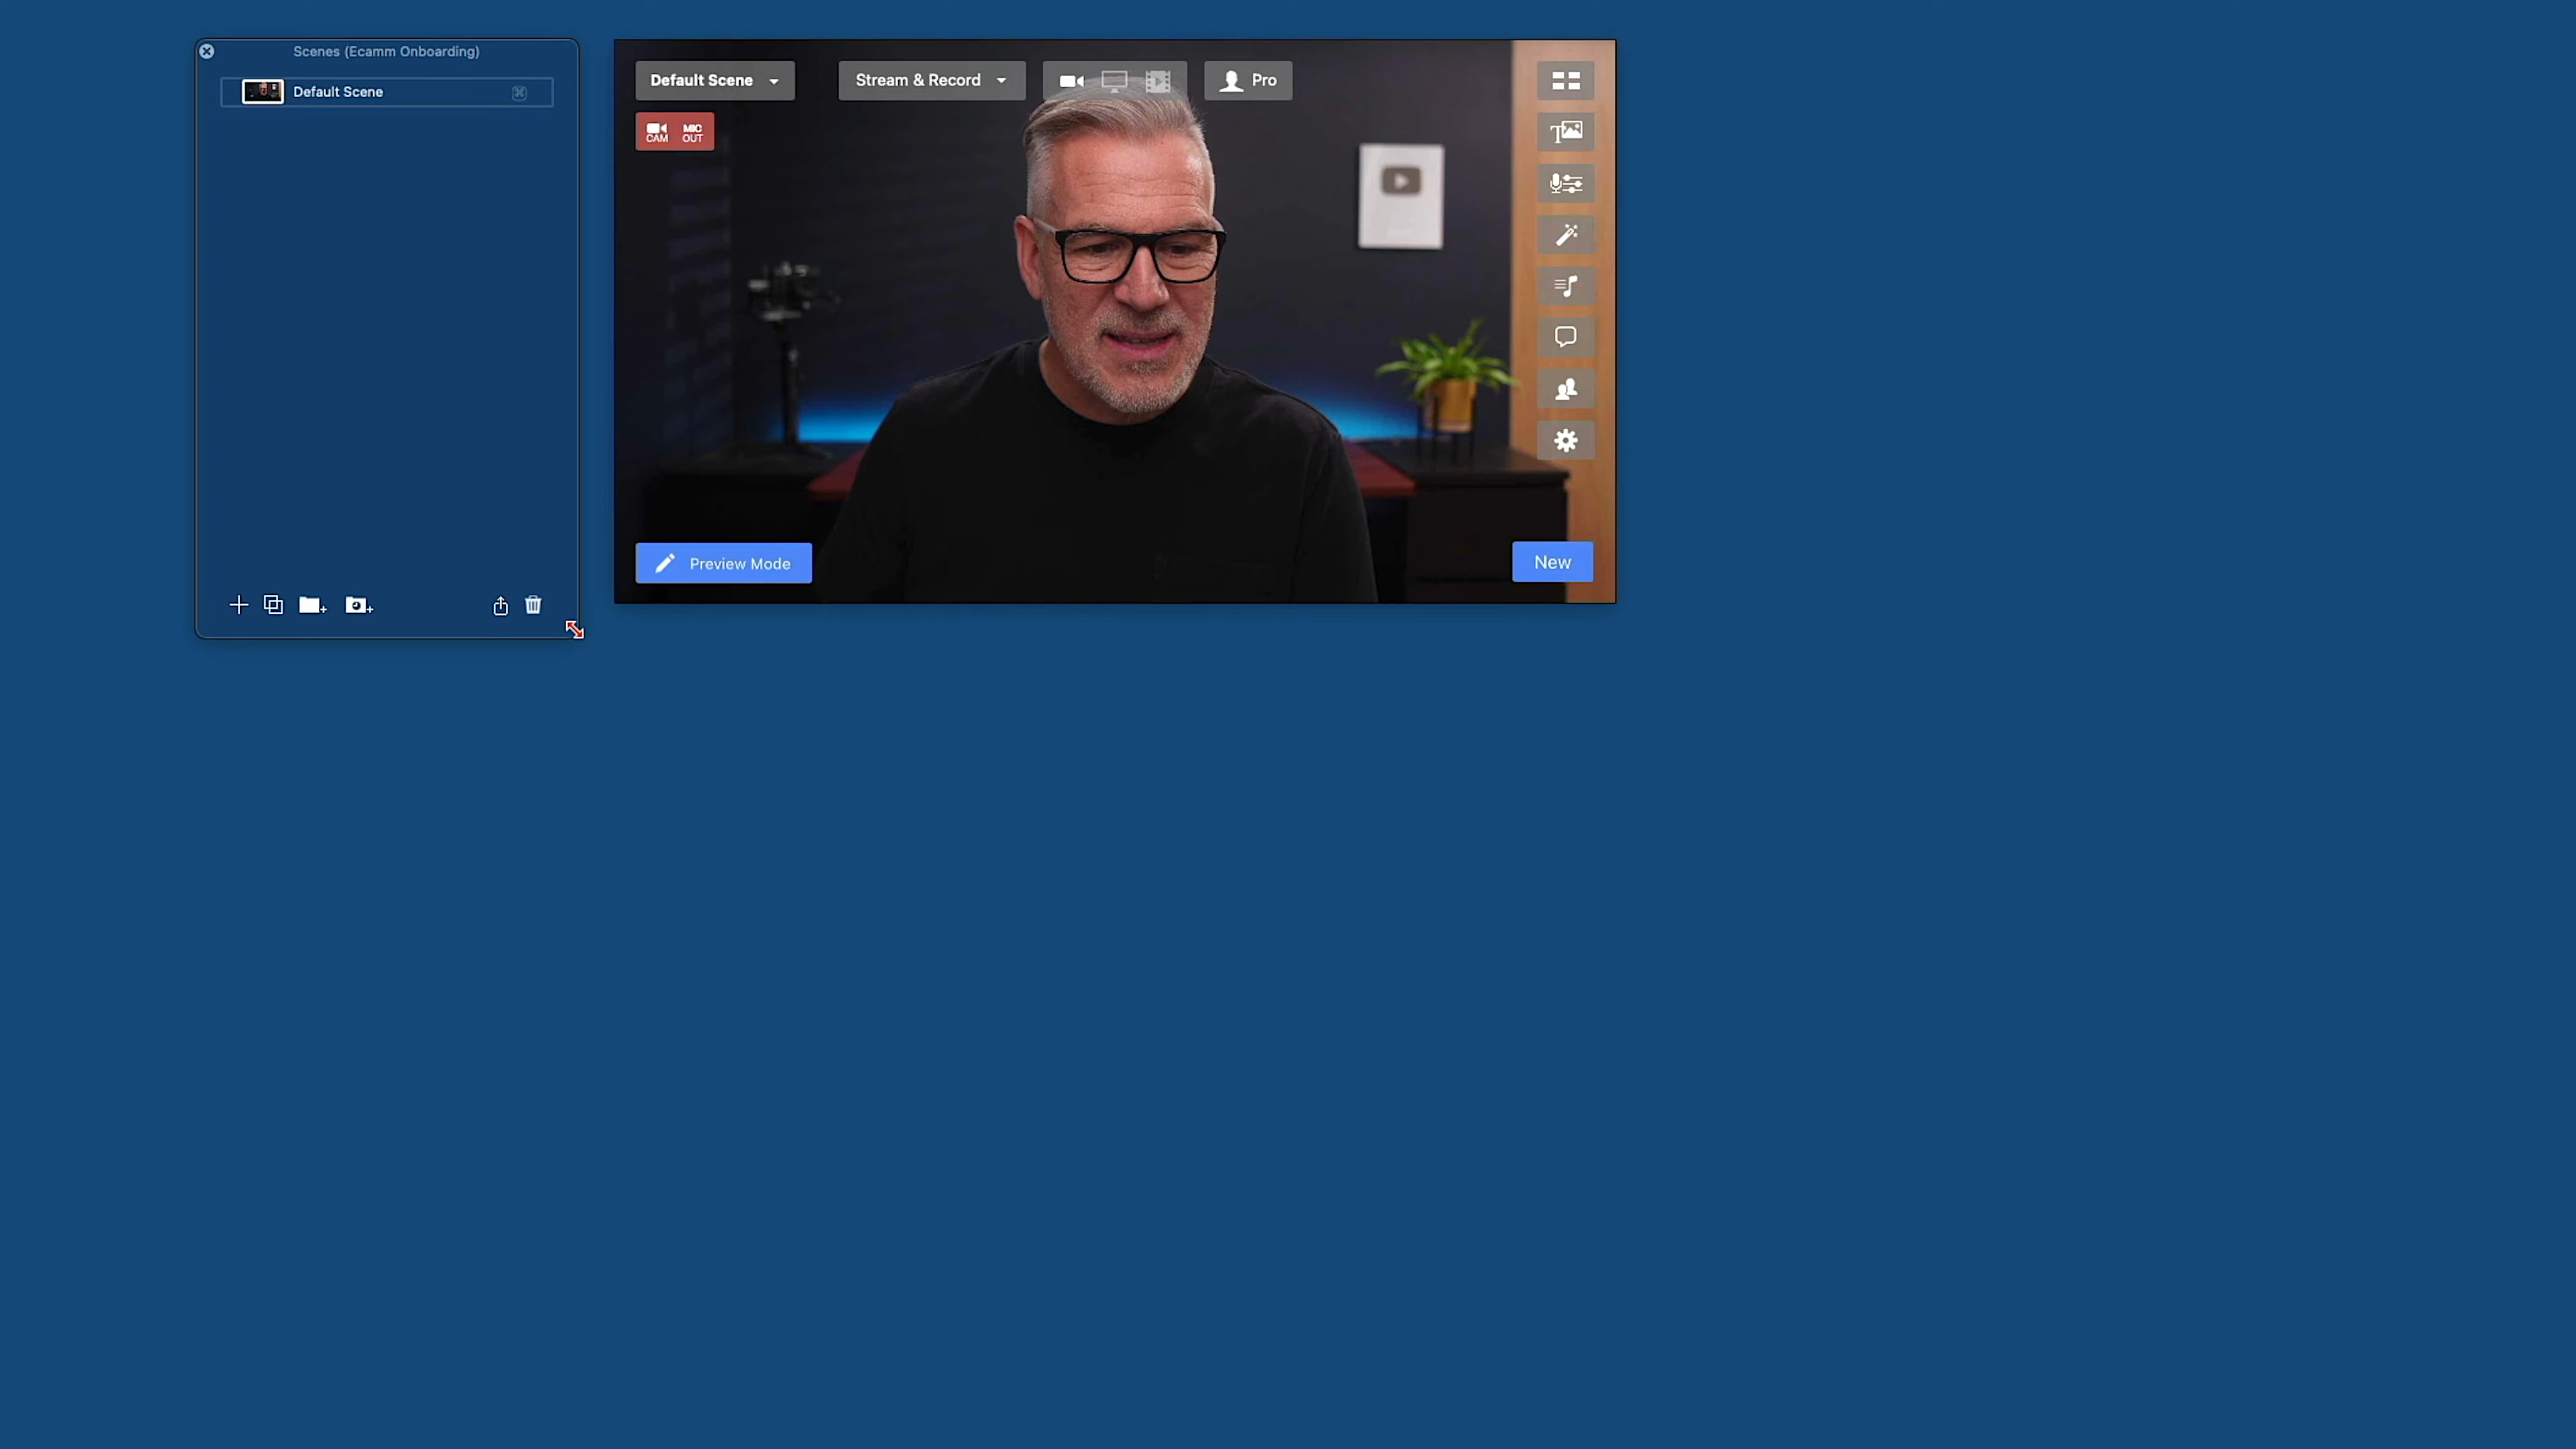 Scenes (Ecamm Onboarding)
Default Scene
Default Scene
Stream & Record
Pro
CAM
MIC
OUT
Preview Mode
New